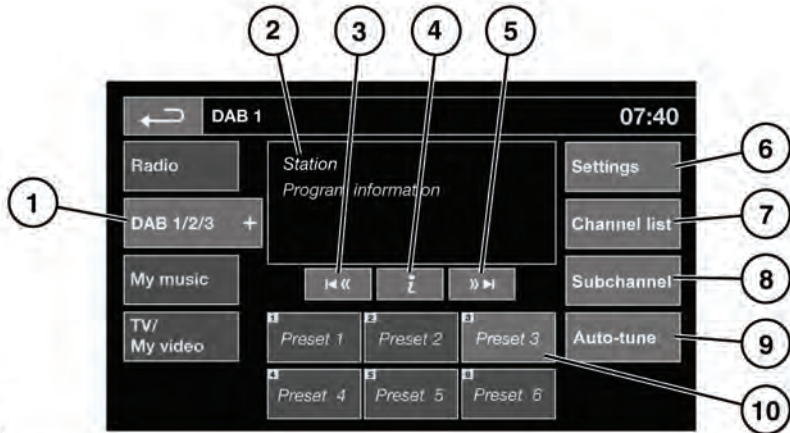 2 3 4 5
DAB 1 07:40
Radio
Station
Program information
Settings
6
1
DAB 1/2/3 +
Channel list
7
My music
i
Subchannel
8
TV/
My video
1 Preset 1 2 Preset 2 3 Preset 3
Auto-tune
9
4 Preset 4 5 Preset 5 6 Preset 6
10